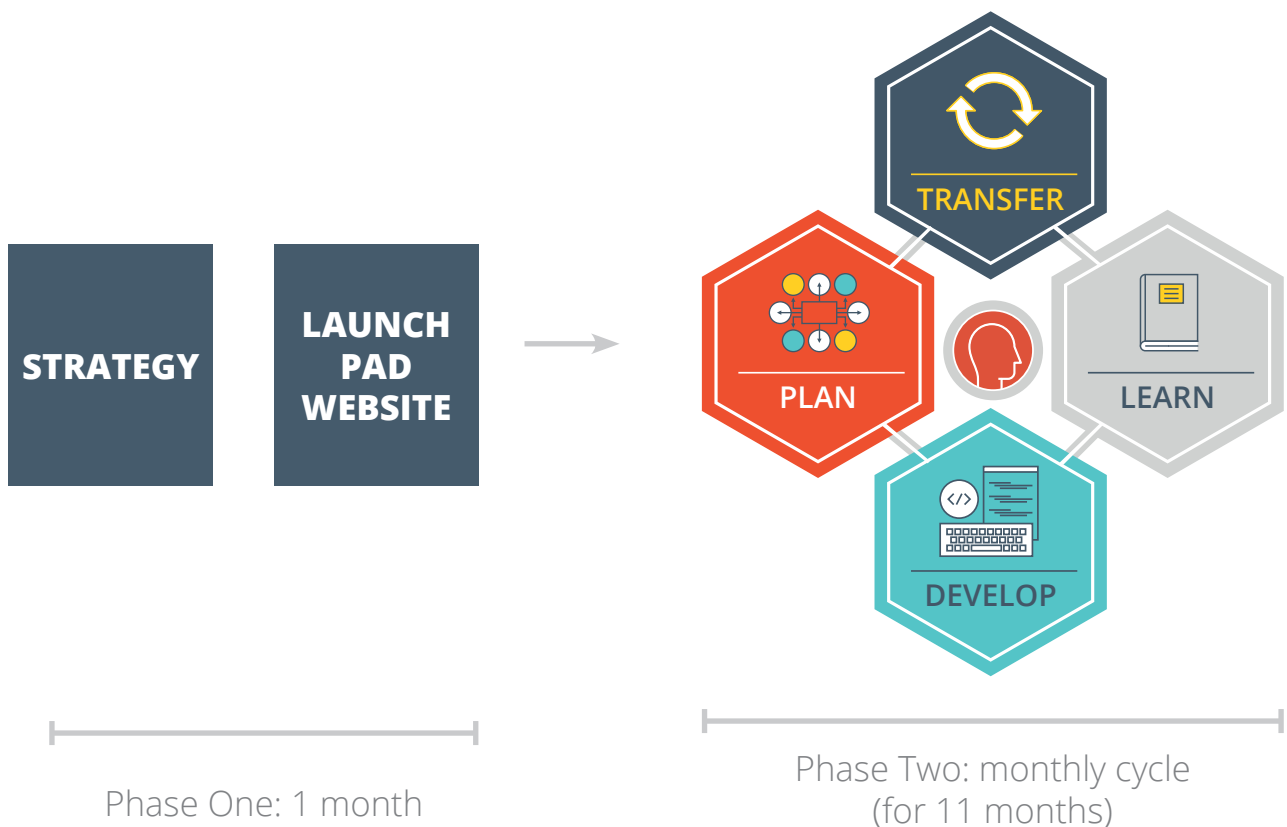 STRATEGY
LAUNCH
PAD
WEBSITE
TRANSFER
PLAN
LEARN
</>
DEVELOP
Phase One: 1 month
Phase Two: monthly cycle
(for 11 months)